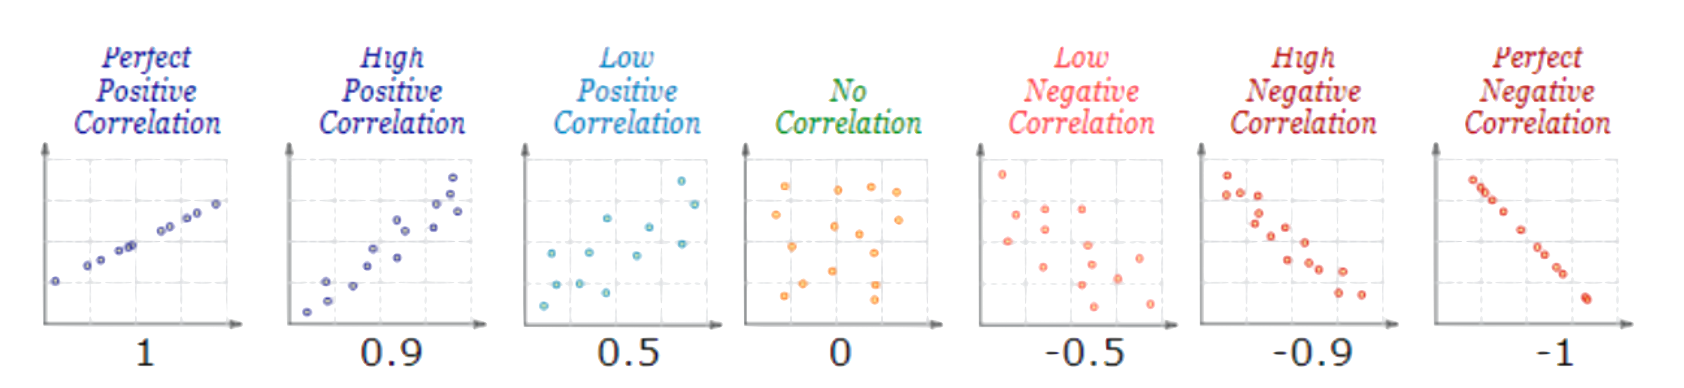 Perfect
Positive
Correlation
High
Positive
Correlation
Low
Positive
Correlation
No
Correlation
Low
Negative
Correlation
High
Negative
Correlation
Perfect
Negative
Correlation
1
0.9
0.5
0
-0.5
-0.9
-1